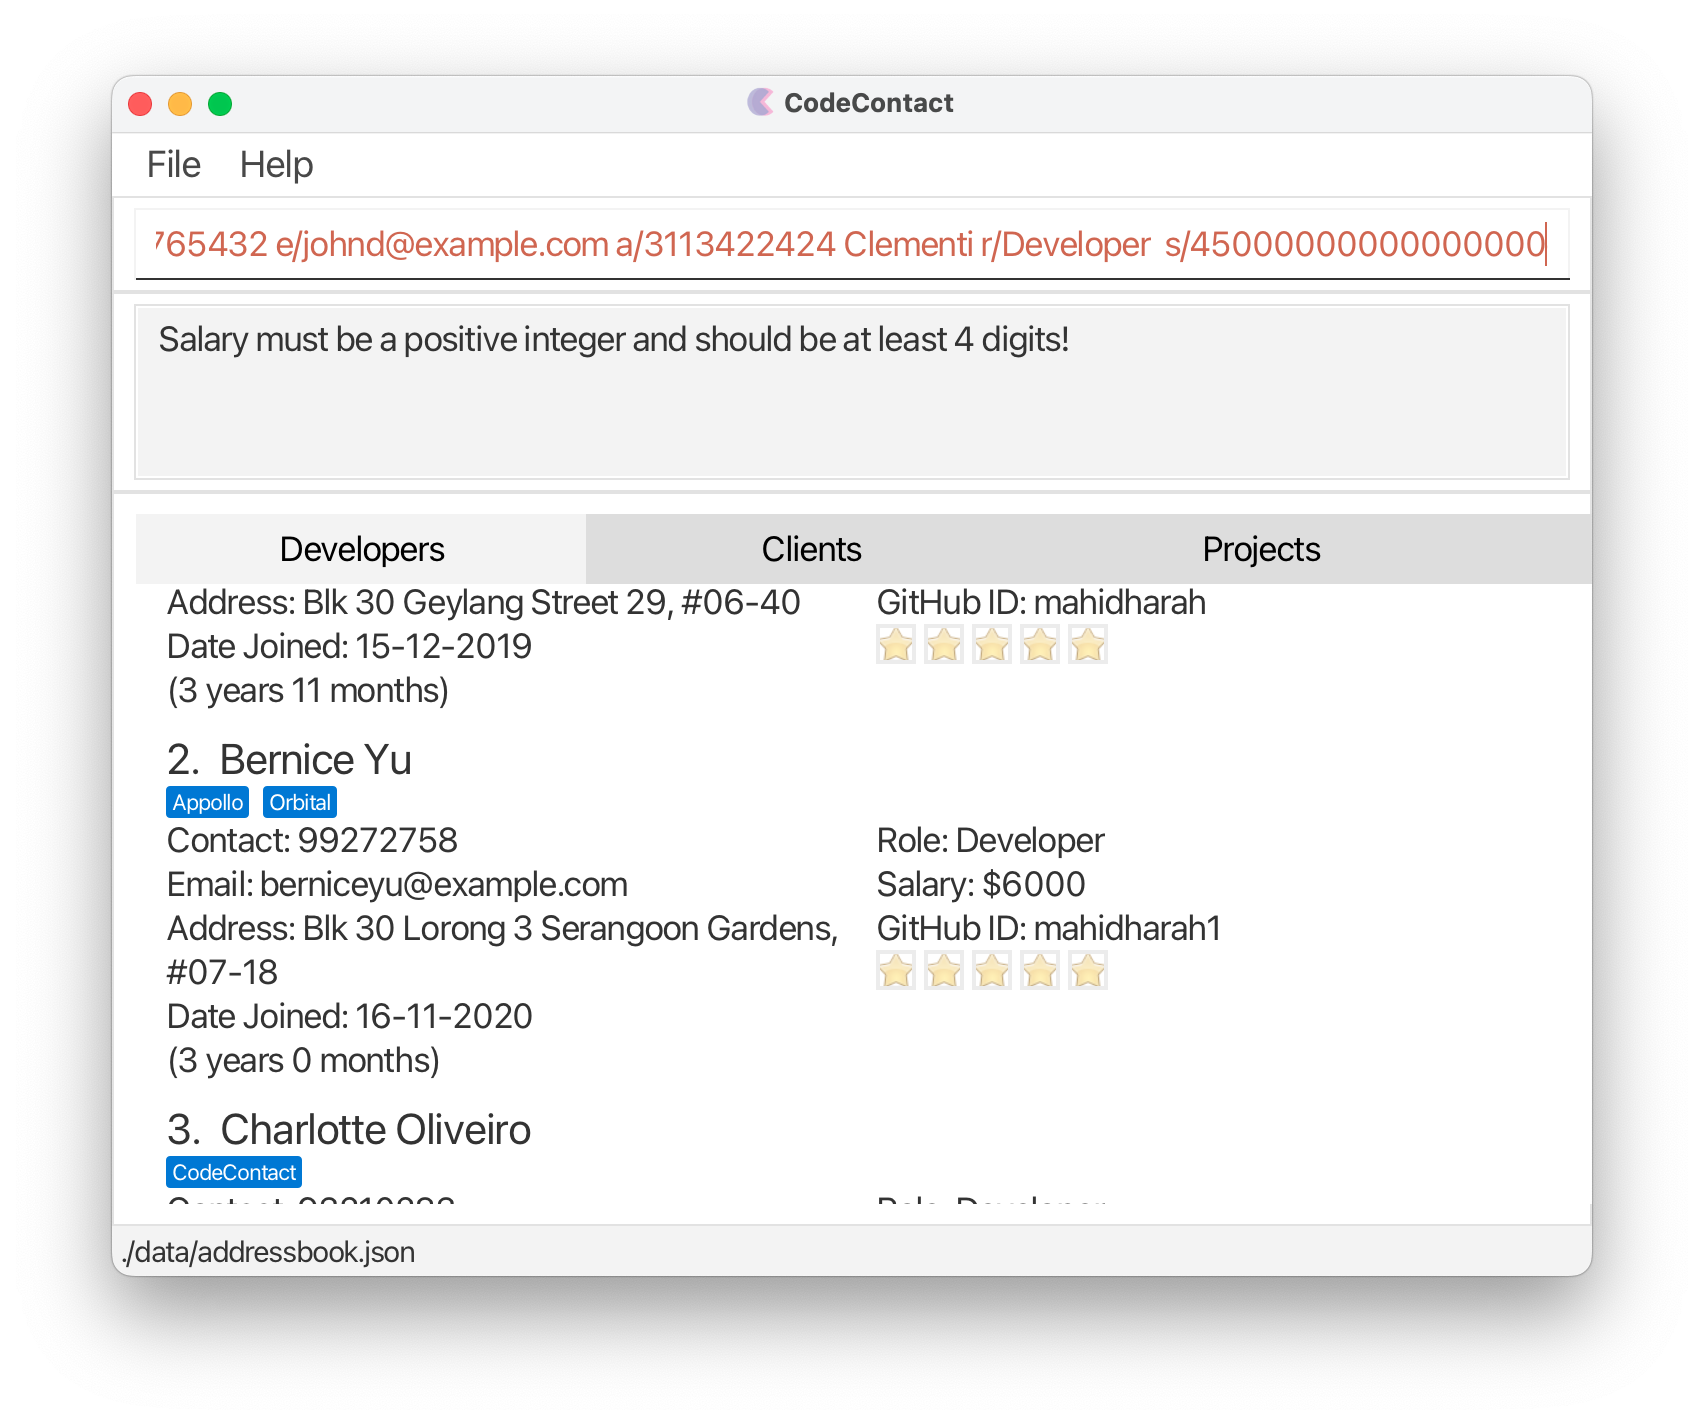 CodeContact
File Help
765432 e/johnd@example.com a/3113422424 Clementi r/Developer  s/45000000000000000
Salary must be a positive integer and should be at least 4 digits!
Developers Clients Projects
Address: Blk 30 Geylang Street 29, #06-40
Date Joined: 15-12-2019
(3 years 11 months)
GitHub ID: mahidharah
2. Bernice Yu
Appollo Orbital
Contact: 99272758
Email: berniceyu@example.com
Address: Blk 30 Lorong 3 Serangoon Gardens,
#07-18
Date Joined: 16-11-2020
(3 years 0 months)
Role: Developer
Salary: $6000
GitHub ID: mahidharah1
3. Charlotte Oliveiro
CodeContact
./data/addressbook.json